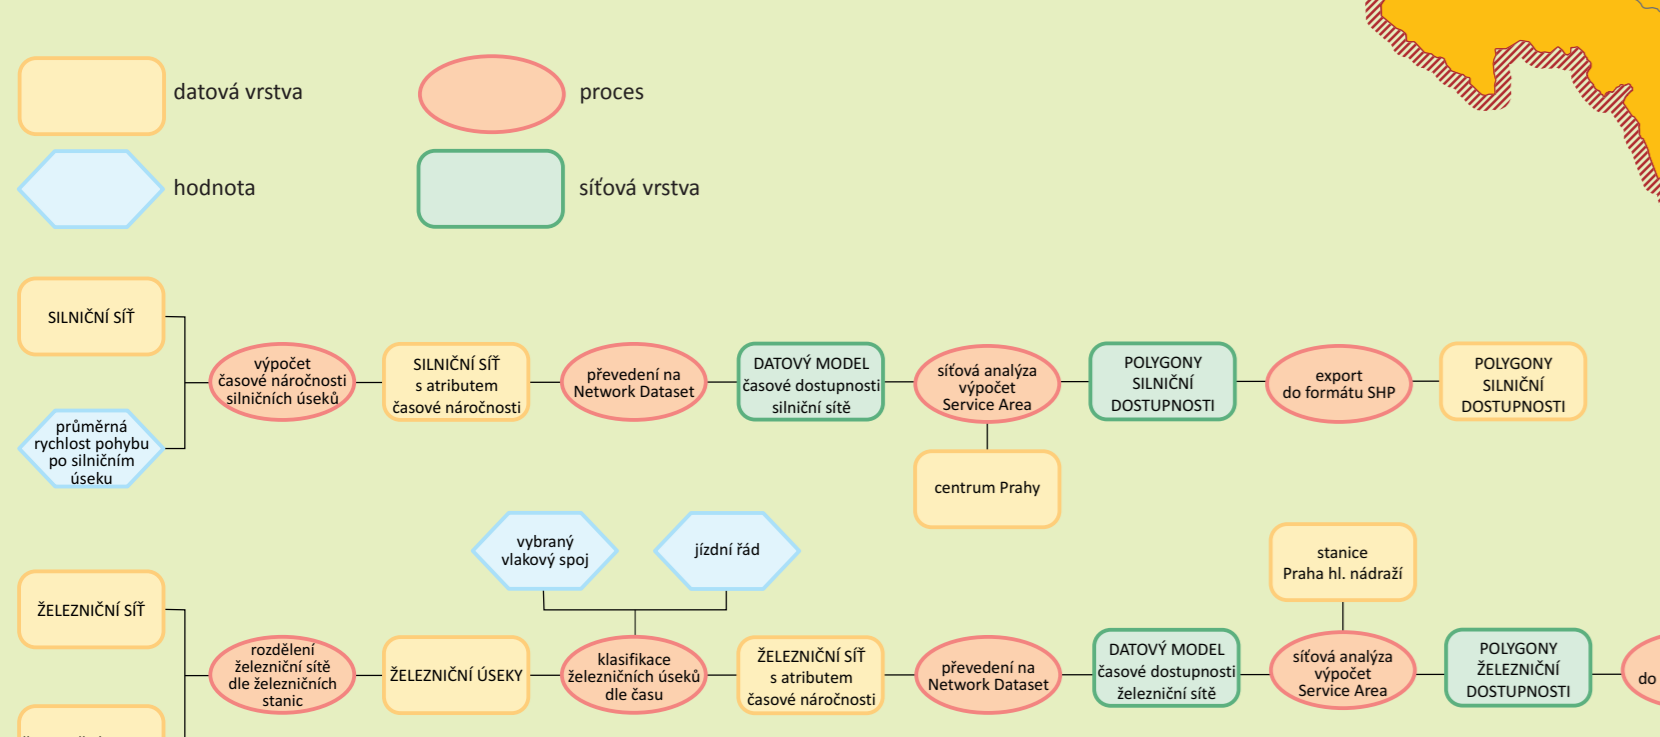 datová vrstva
proces
hodnota
síťová vrstva
SILNIČNÍ SÍŤ
průměrná
rychlost pohybu
po silničním
úseku
výpočet
časové náročnosti
silničních úseků
SILNIČNÍ SÍŤ
s atributem
časové náročnosti
převedení na
Network Dataset
DATOVÝ MODEL
časové dostupnosti
silniční sítě
síťová analýza
výpočet
Service Area
centrum Prahy
POLYGONY
SILNIČNÍ
DOSTUPNOSTI
export
do formátu SHP
POLYGONY
SILNIČNÍ
DOSTUPNOSTI
ŽELEZNIČNÍ SÍŤ
rozdělení
železniční sítě
dle železničních
stanic
ŽELEZNIČNÍ ÚSEKY
vybraný
vlakový spoj
jízdní řád
klasifikace
železničních úseků
dle času
ŽELEZNIČNÍ SÍŤ
s atributem
časové náročnosti
převedení na
Network Dataset
DATOVÝ MODEL
časové dostupnosti
železniční sítě
stanice
Praha hl. nádraží
síťová analýza
výpočet
Service Area
POLYGONY
ŽELEZNIČNÍ
DOSTUPNOSTI
do